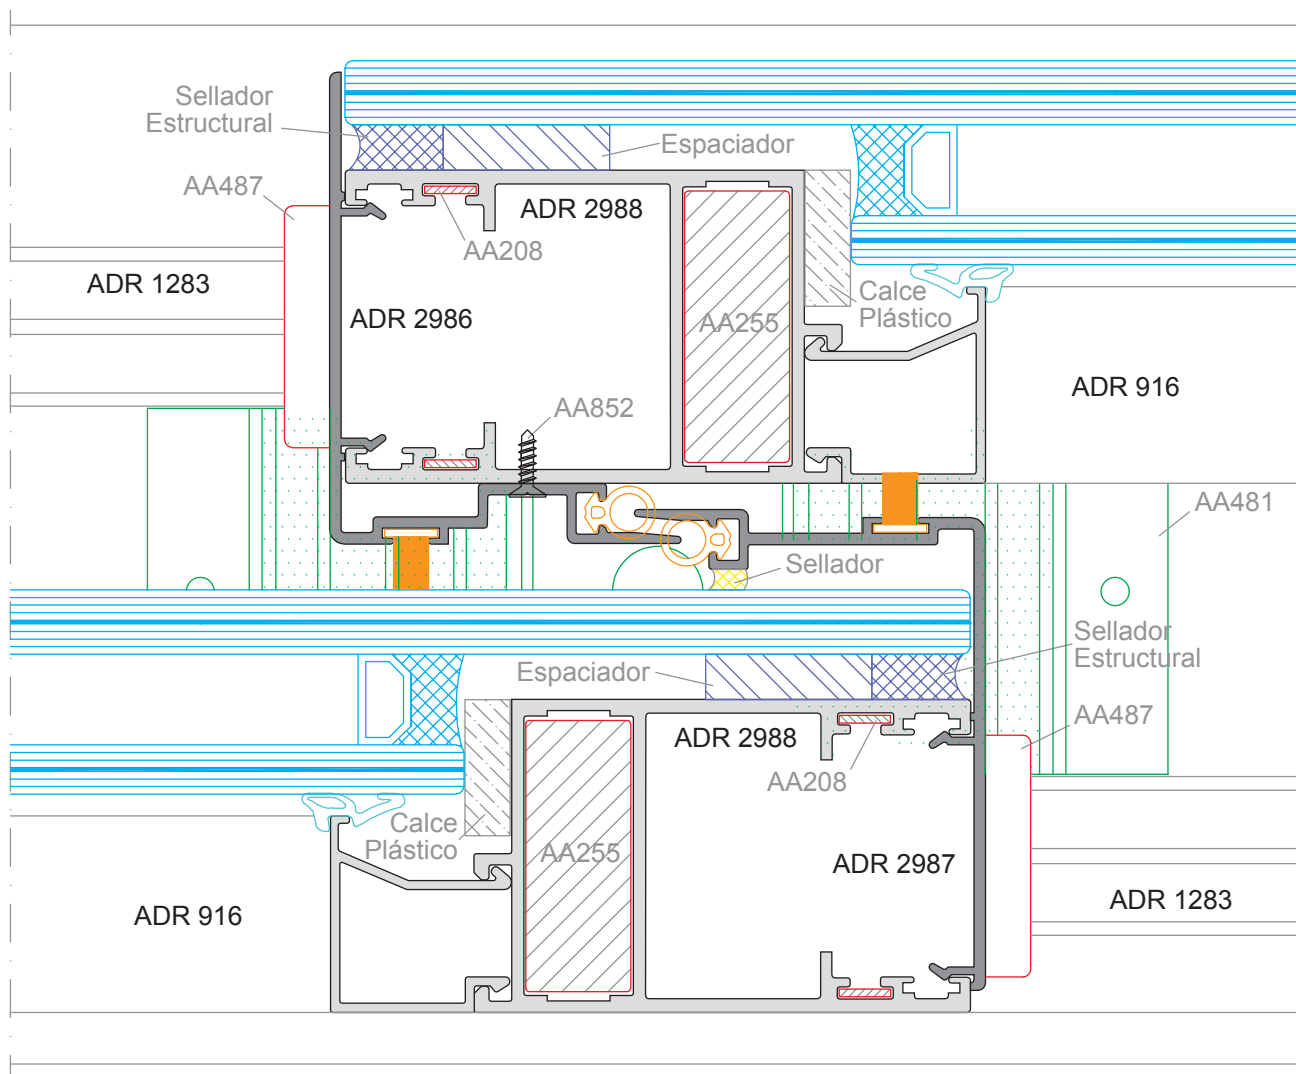 Sellador
Estructural
Espaciador
AA487
ADR 2988
AA208
ADR 1283
ADR 2986
Calce
Plástico
AA255
ADR 916
AA852
AA481
Sellador
Sellador
Estructural
Espaciador
AA487
ADR 2988
AA208
Calce
Plástico
AA255
ADR 2987
ADR 916
ADR 1283